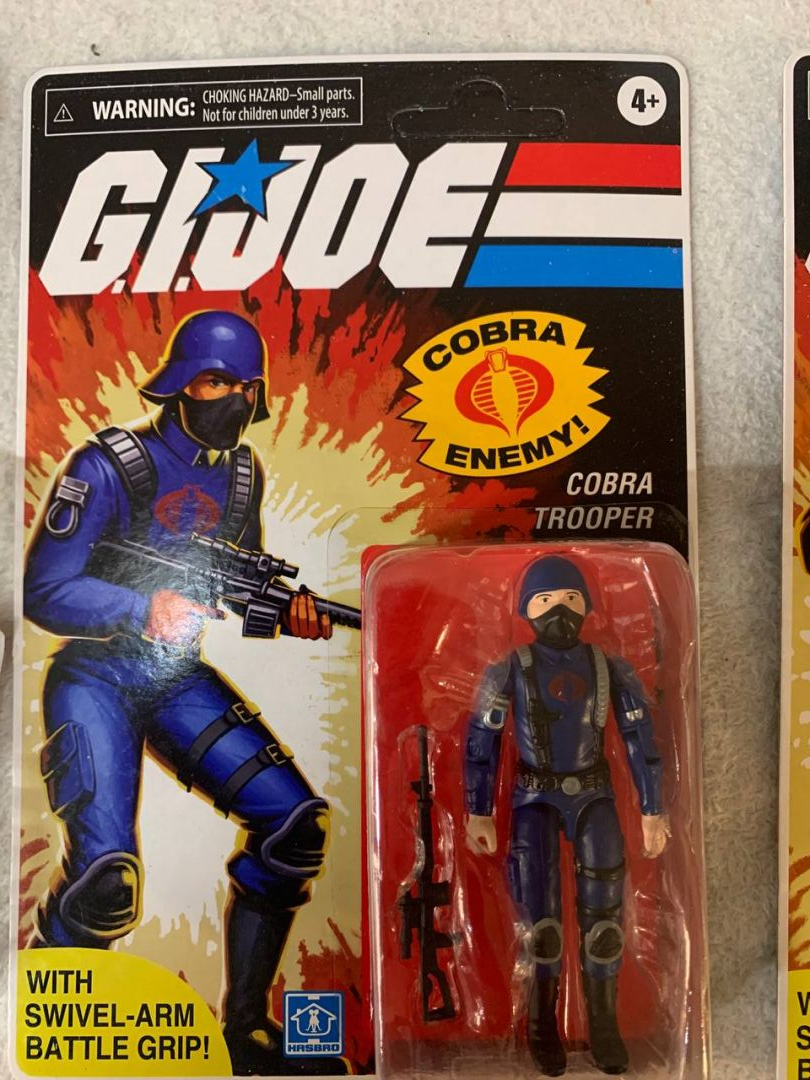 WARNING: CHOKING HAZARD–Small parts.
Not for children under 3 years.
4+
G.I.JOE
COBRA
ENEMY!
COBRA
TROOPER
WITH
SWIVEL-ARM
BATTLE GRIP!
HASBRO